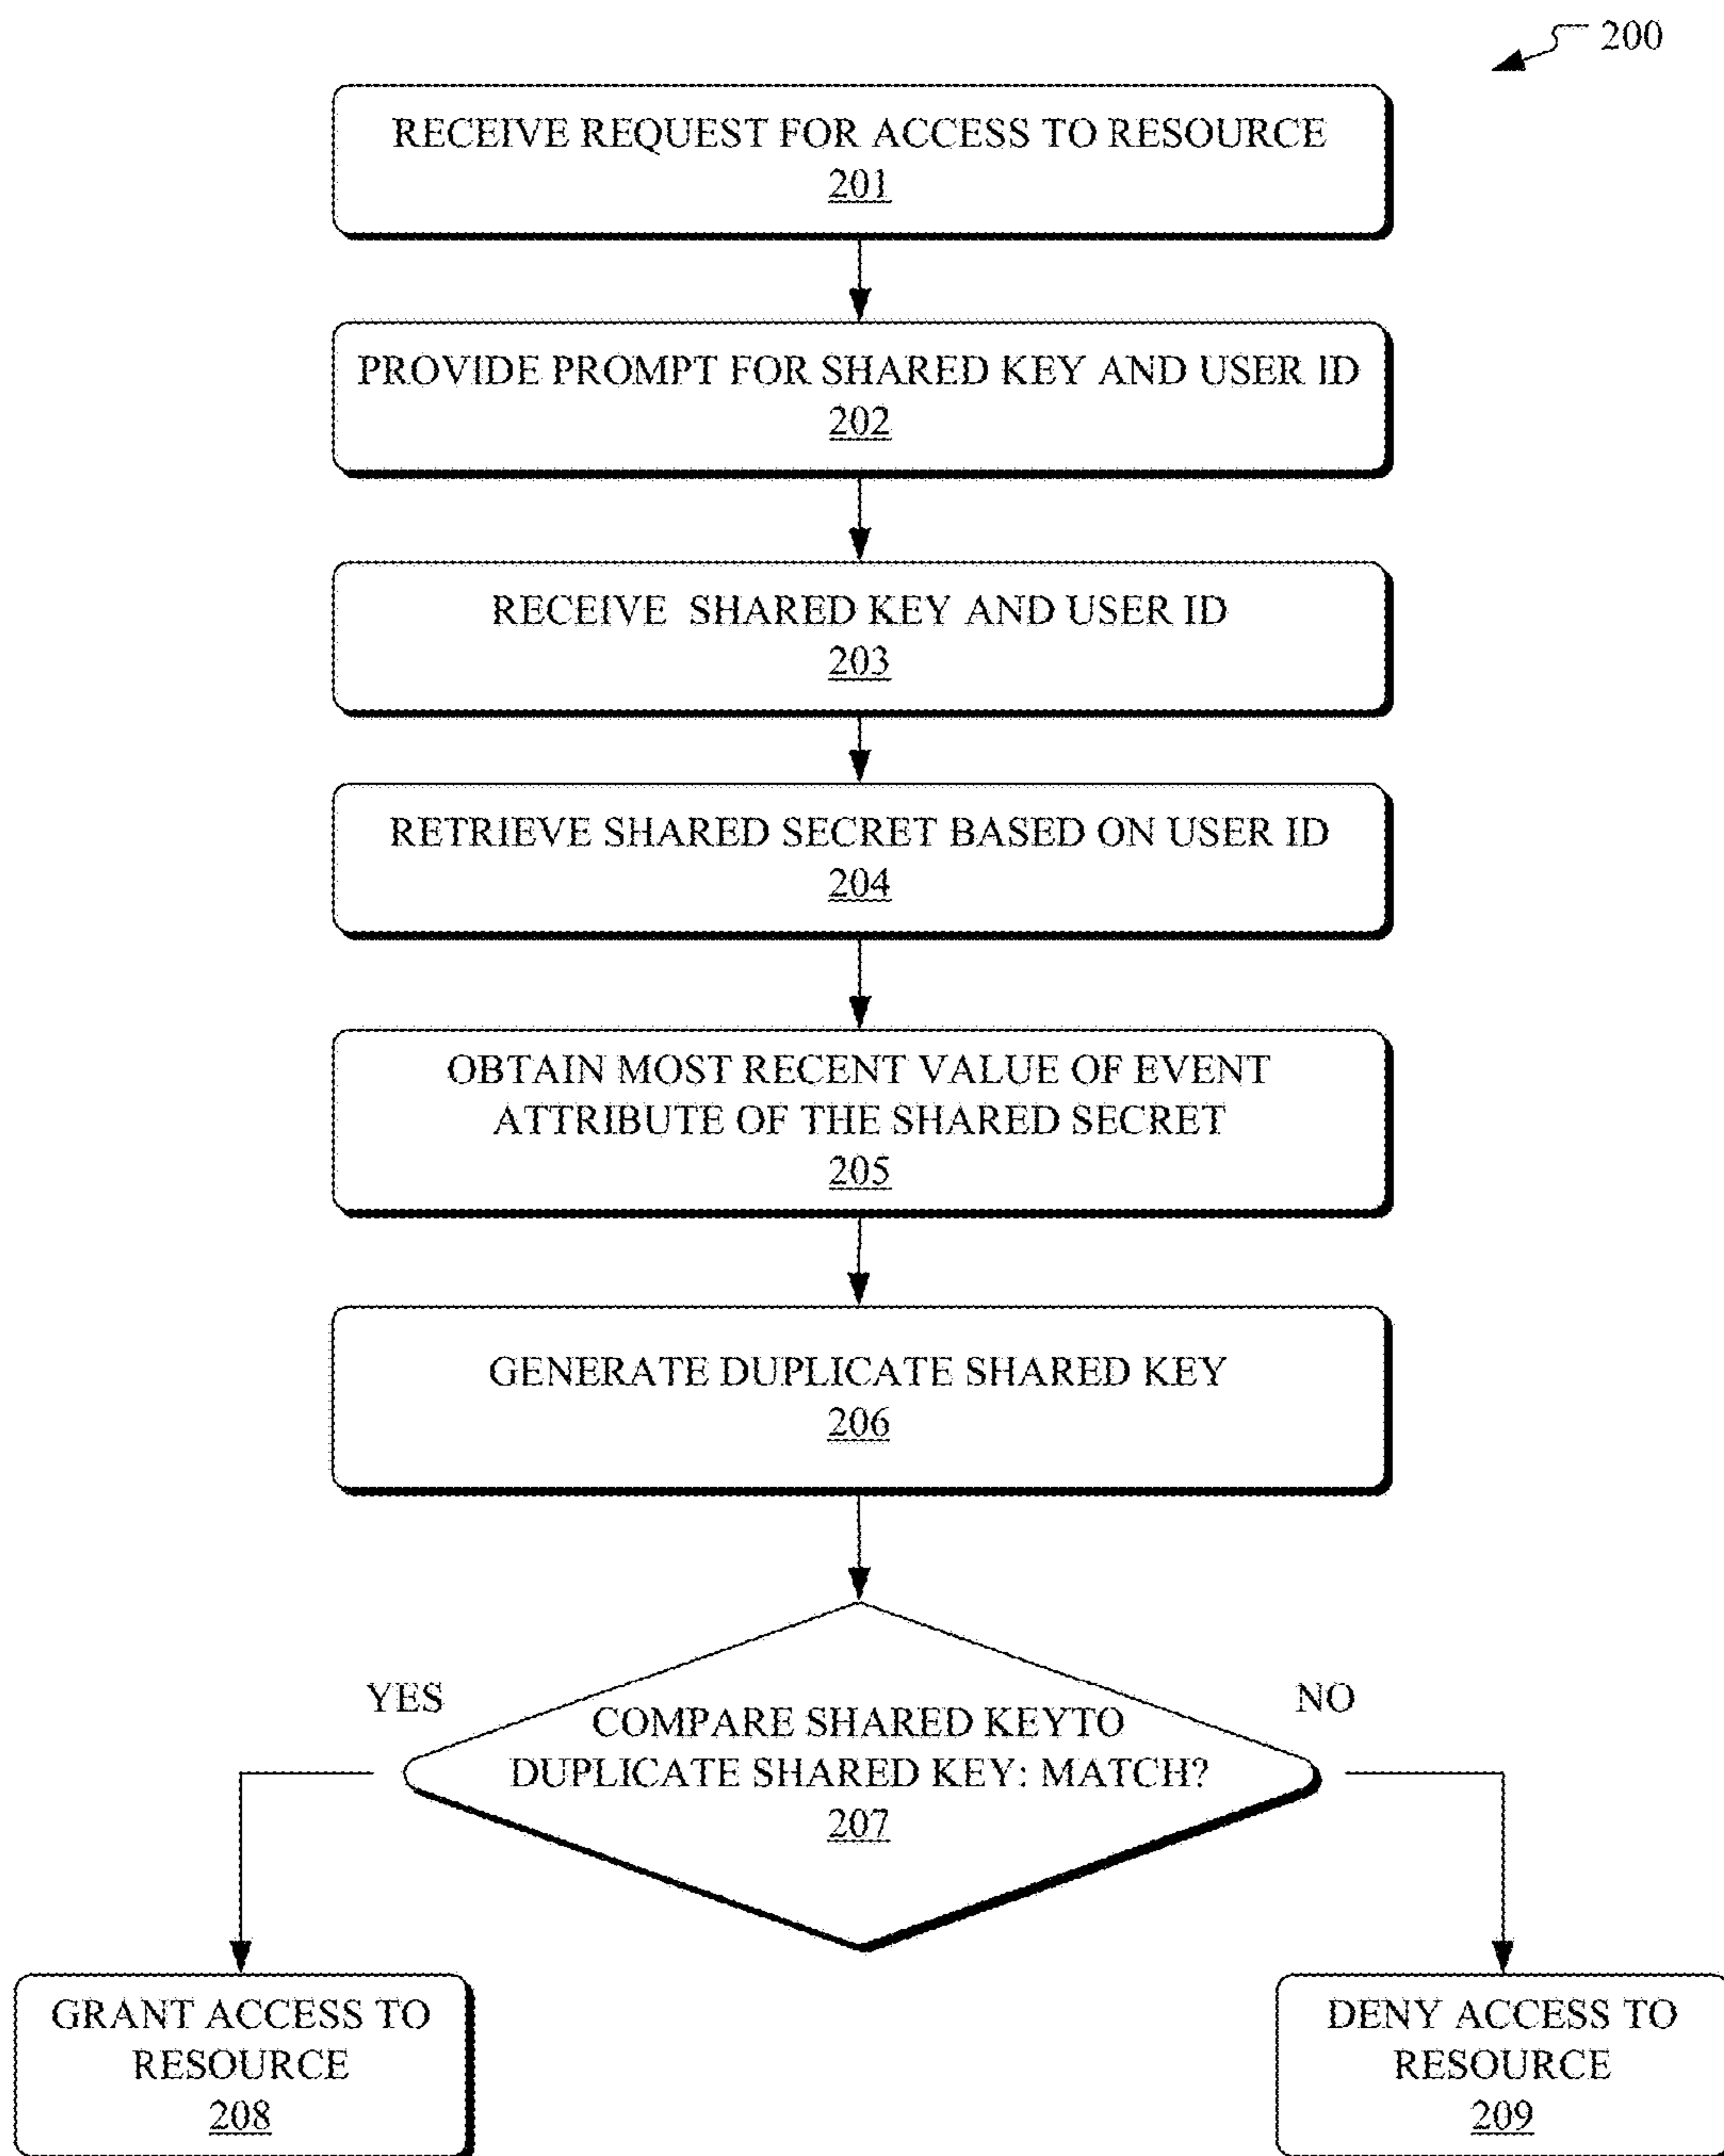 200
RECEIVE REQUEST FOR ACCESS TO RESOURCE
201
PROVIDE PROMPT FOR SHARED KEY AND USER ID
202
RECEIVE SHARED KEY AND USER ID
203
RETRIEVE SHARED SECRET BASED ON USER ID
204
OBTAIN MOST RECENT VALUE OF EVENT
ATTRIBUTE OF THE SHARED SECRET
205
GENERATE DUPLICATE SHARED KEY
206
YES
NO
COMPARE SHARED KEYTO
DUPLICATE SHARED KEY: MATCH?
207
GRANT ACCESS TO
RESOURCE
208
DENY ACCESS TO
RESOURCE
209